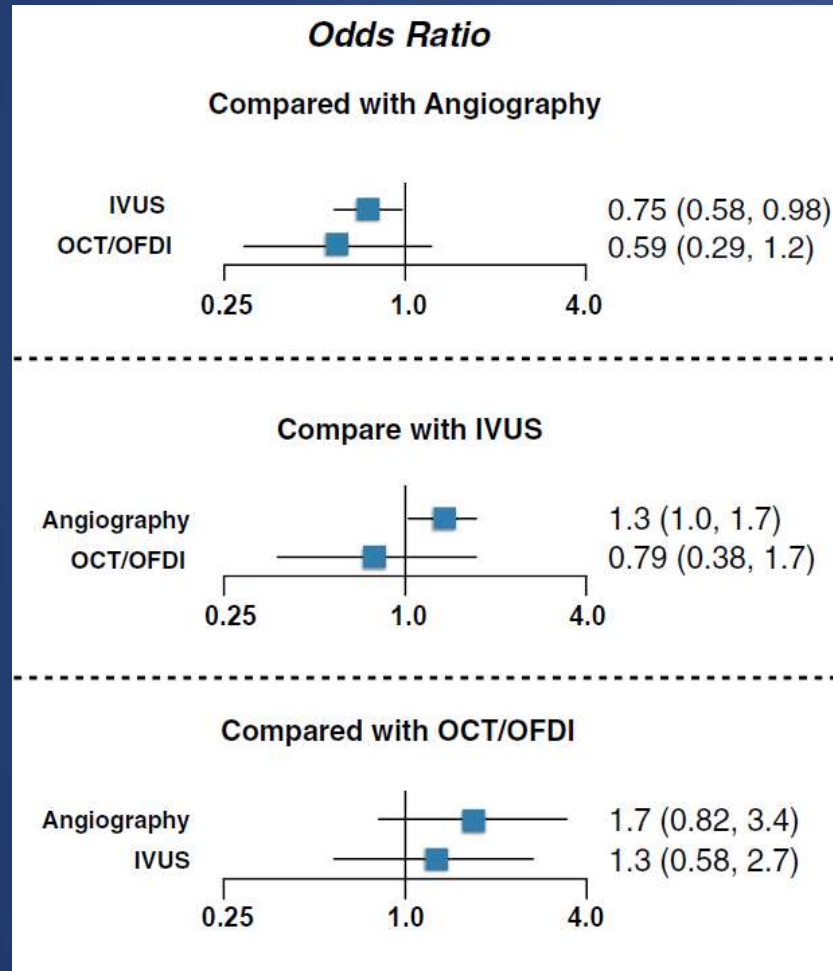 Odds Ratio
Compared with Angiography
IVUS 0.75 (0.58, 0.98)
OCT/OFDI 0.59 (0.29, 1.2)
0.25 1.0 4.0
Compare with IVUS
Angiography 1.3 (1.0, 1.7)
OCT/OFDI 0.79 (0.38, 1.7)
0.25 1.0 4.0
Compared with OCT/OFDI
Angiography 1.7 (0.82, 3.4)
IVUS 1.3 (0.58, 2.7)
0.25 1.0 4.0